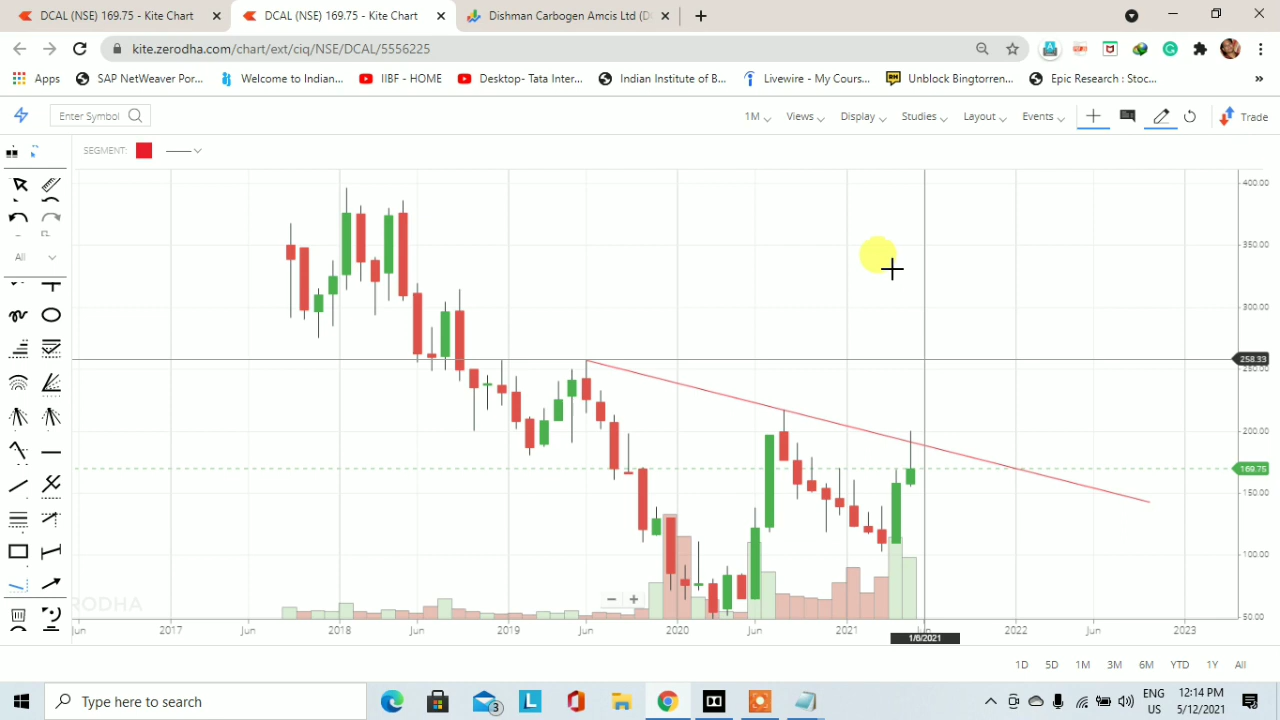 DCAL (NSE) 169.75 - Kite Chart
DCAL (NSE) 169.75 - Kite Chart
Dishman Carbogen Amcis Ltd (D
kite.zerodha.com/chart/ext/ciq/NSE/DCAL/5556225
Apps SAP NetWeaver Por... Welcome to Indian... IIBF - HOME Desktop- Tata Inter... Indian Institute of B... Livewire - My Cours... Unblock Bingtorren... Epic Research : Stoc... »
Enter Symbol 1M Views Display Studies Layout Events Trade
SEGMENT:
All
400.00
350.00
300.00
258.33
250.00
200.00
169.75
150.00
100.00
50.00
RODHA
Jun 2017 Jun 2018 Jun 2019 Jun 2020 Jun 2021 Jun 2022 Jun 2023
1/6/2021
1D 5D 1M 3M 6M YTD 1Y All
Type here to search
3
L
ENG
US
12:14 PM
5/12/2021